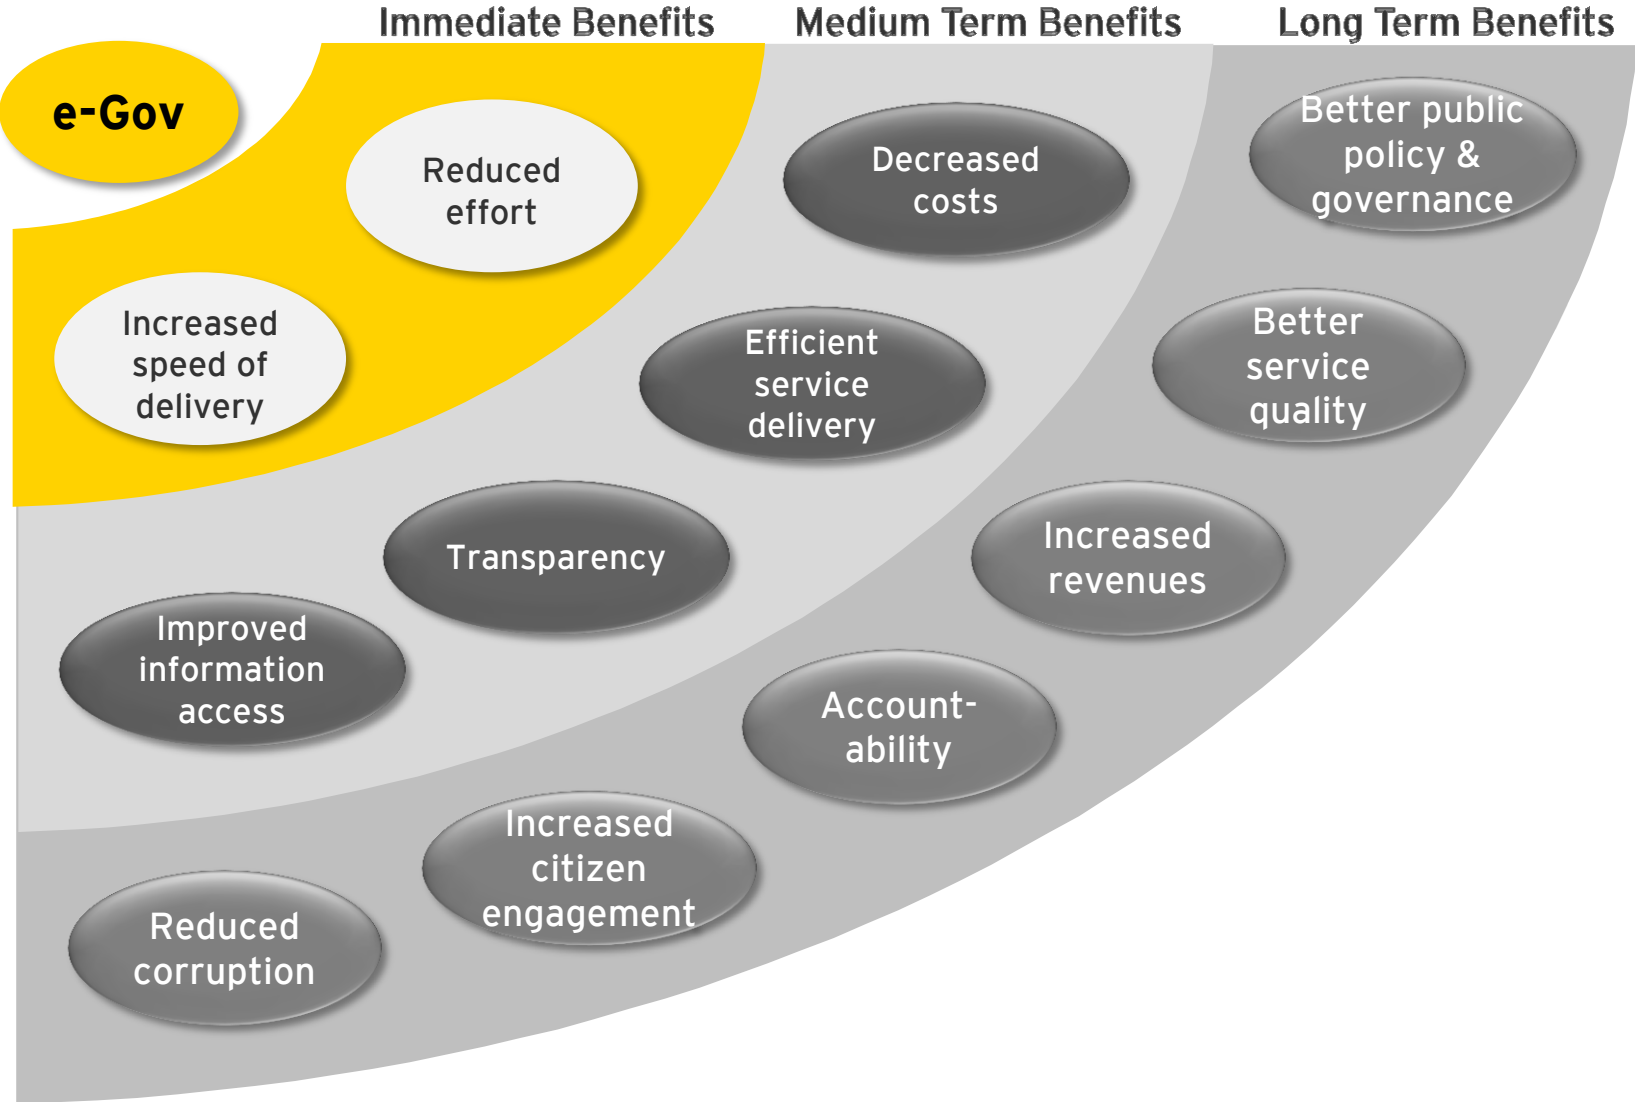 Immediate Benefits
Medium Term Benefits
Long Term Benefits
e-Gov
Reduced
effort
Increased
speed of
delivery
Decreased
costs
Efficient
service
delivery
Transparency
Improved
information
access
Better public
policy &
governance
Better
service
quality
Increased
revenues
Account-
ability
Increased
citizen
engagement
Reduced
corruption